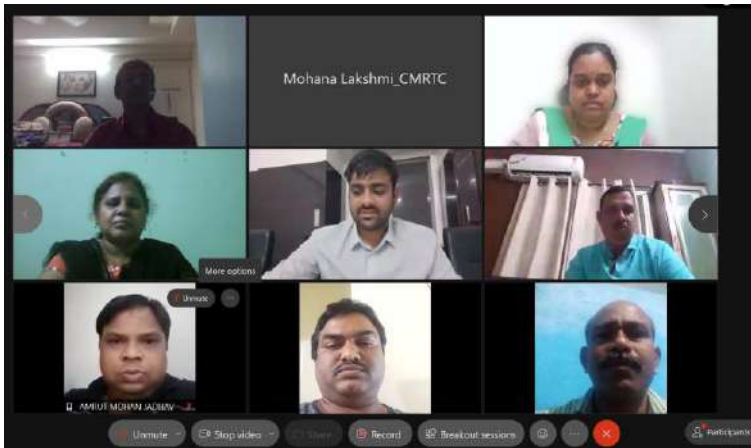 Mohana Lakshmi_CMRTC
More options
Unmute
AMRUT MOHAN JADHAV
Unmute
Stop video
Share
Record
Breakout sessions
Participants